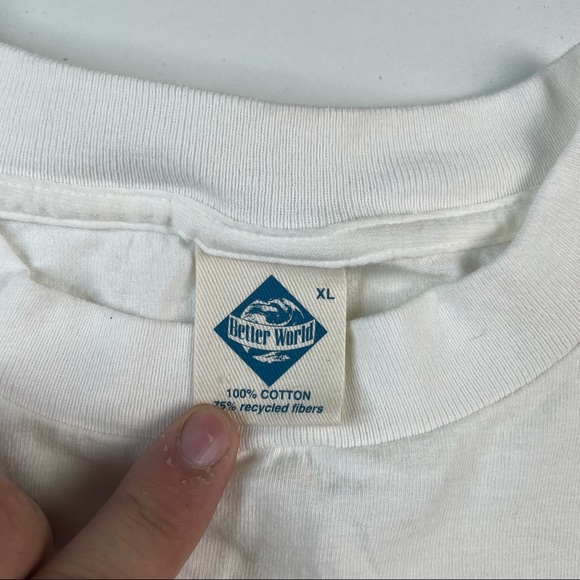 XL
Better World
100% COTTON
75% recycled fibers